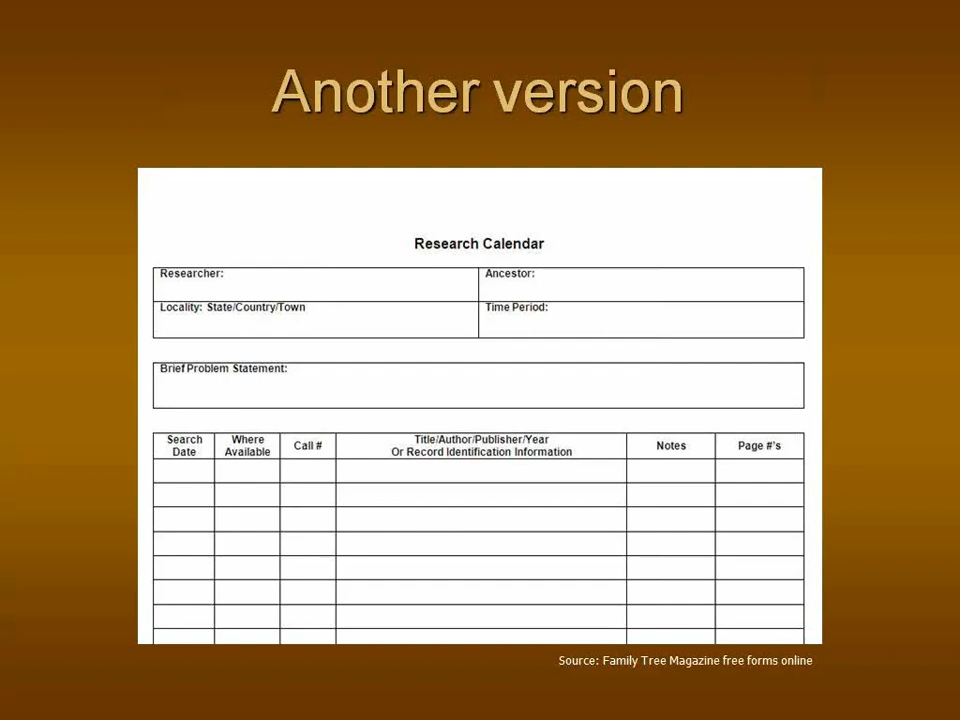 Another version
Research Calendar
Researcher: Ancestor:
Locality: State/Country/Town Time Period:
Brief Problem Statement:
Search Date Where Available Call # Title/Author/Publisher/Year Or Record Identification Information Notes Page #'s
Source: Family Tree Magazine free forms online